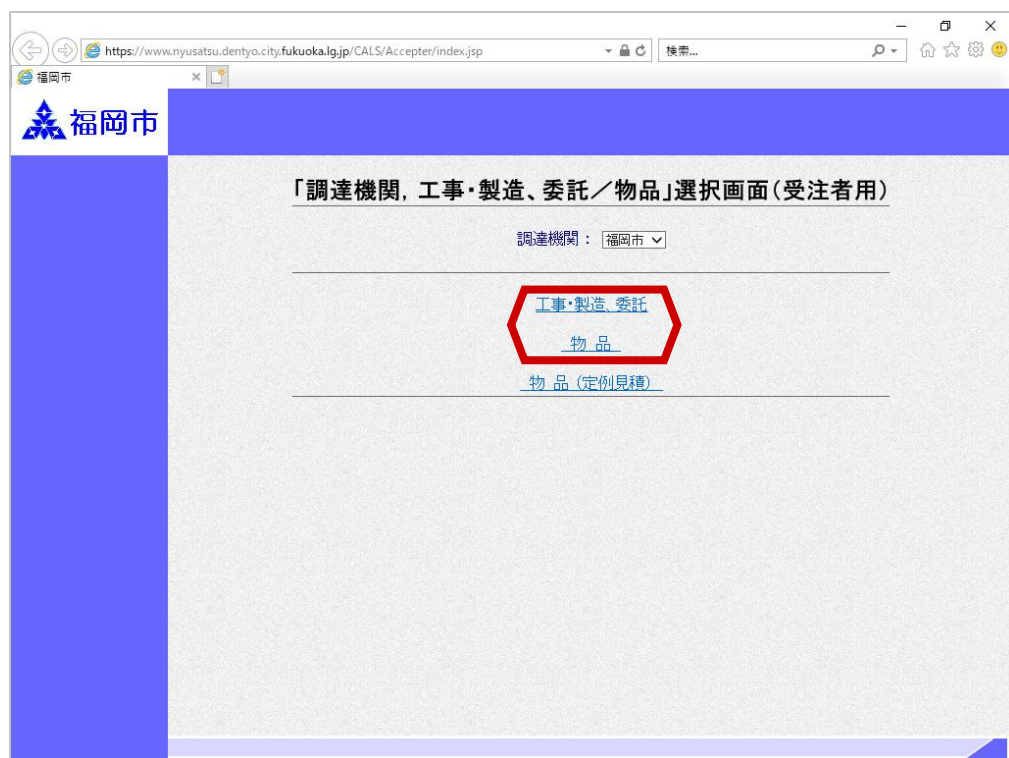 https://www.nyusatsu.dentyo.city.fukuoka.lg.jp/CALS/Accepter/index.jsp
検索...
福岡市
福岡市
「調達機関，工事・製造、委託／物品」選択画面（受注者用）
調達機関： 福岡市
工事・製造、委託
物 品
物 品 （定例見積）